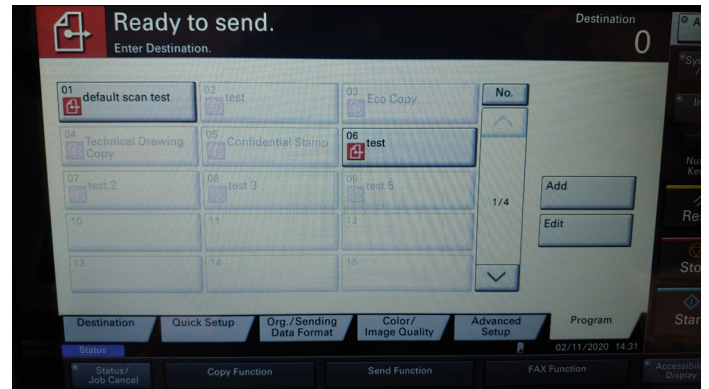 Ready to send.
Enter Destination.
Destination
0
01
default scan test
02
test
03
Eco Copy
No.
04
Technical Drawing
Copy
05
Confidential Stamp
06
test
07
test 2
08
test 3
09
test 5
1/4
Add
Edit
10
11
12
13
14
15
Destination
Quick Setup
Org./Sending
Data Format
Color/
Image Quality
Advanced
Setup
Program
Status
02/11/2020 14:31
Status/
Job Cancel
Copy Function
Send Function
FAX Function